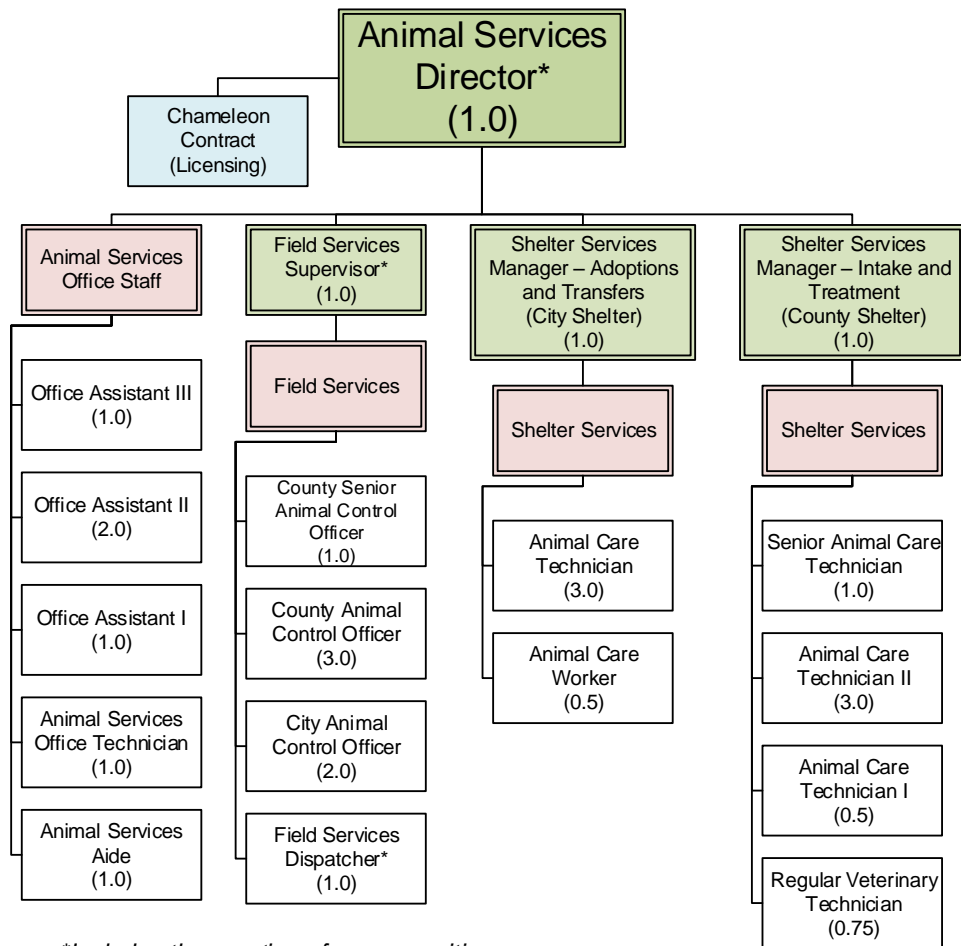 Animal Services
Director*
(1.0)
Chameleon
Contract
(Licensing)
Animal Services
Office Staff
Office Assistant III
(1.0)
Office Assistant II
(2.0)
Office Assistant I
(1.0)
Animal Services
Office Technician
(1.0)
Animal Services
Aide
(1.0)
Field Services
Supervisor*
(1.0)
Field Services
County Senior
Animal Control
Officer
(1.0)
County Animal
Control Officer
(3.0)
City Animal
Control Officer
(2.0)
Field Services
Dispatcher*
(1.0)
Shelter Services
Manager – Adoptions
and Transfers
(City Shelter)
(1.0)
Shelter Services
Animal Care
Technician
(3.0)
Animal Care
Worker
(0.5)
Shelter Services
Manager – Intake and
Treatment
(County Shelter)
(1.0)
Shelter Services
Senior Animal Care
Technician
(1.0)
Animal Care
Technician II
(3.0)
Animal Care
Technician I
(0.5)
Regular Veterinary
Technician
(0.75)